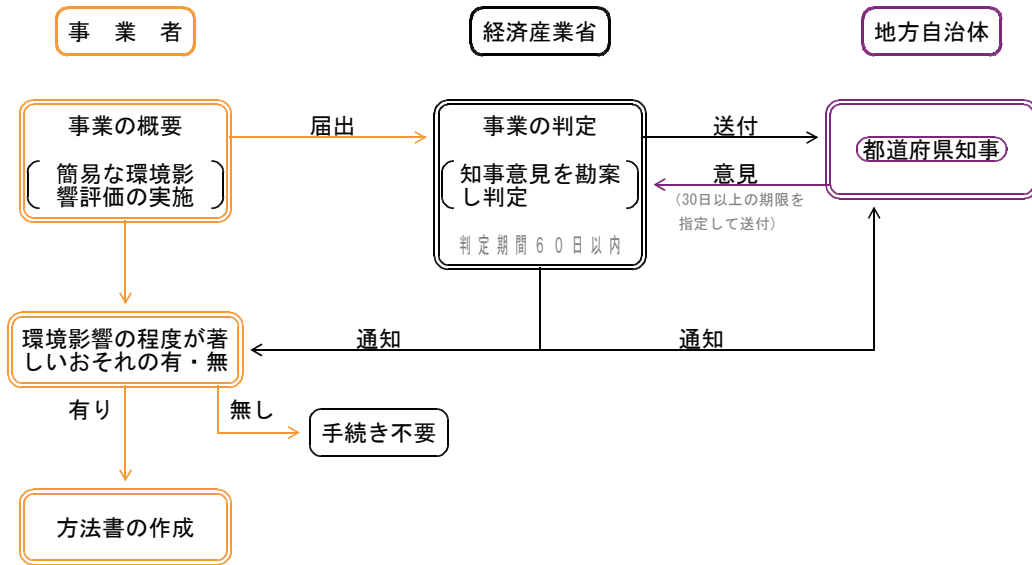 事　業　者
経済産業省
地方自治体
事業の概要
簡易な環境影
響評価の実施
届出
事業の判定
知事意見を勘案
し判定
判定期間６０日以内
送付
意見
（30日以上の期限を
指定して送付）
都道府県知事
環境影響の程度が著
しいおそれの有・無
通知
通知
有り
無し
手続き不要
方法書の作成